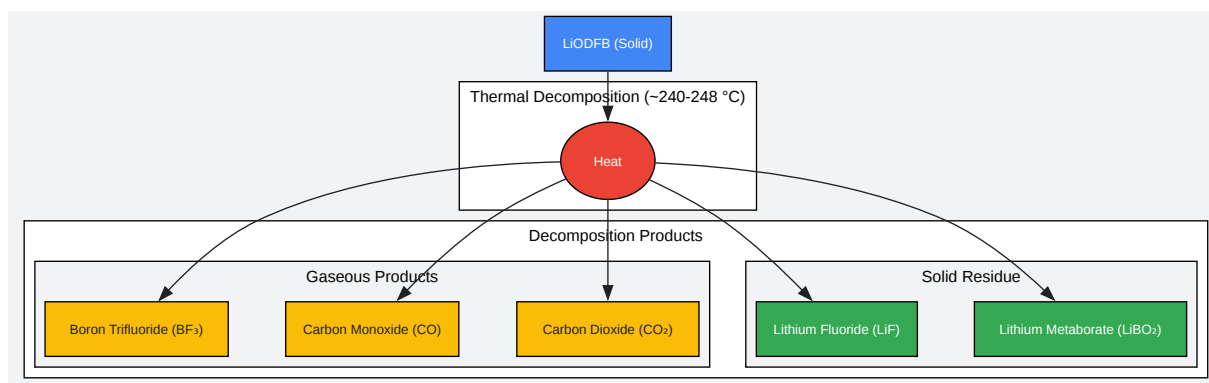 LiODFB (Solid)
Thermal Decomposition (~240-248 °C)
Heat
Decomposition Products
Gaseous Products
Solid Residue
Boron Trifluoride (BF₃)
Carbon Monoxide (CO)
Carbon Dioxide (CO₂)
Lithium Fluoride (LiF)
Lithium Metaborate (LiBO₂)